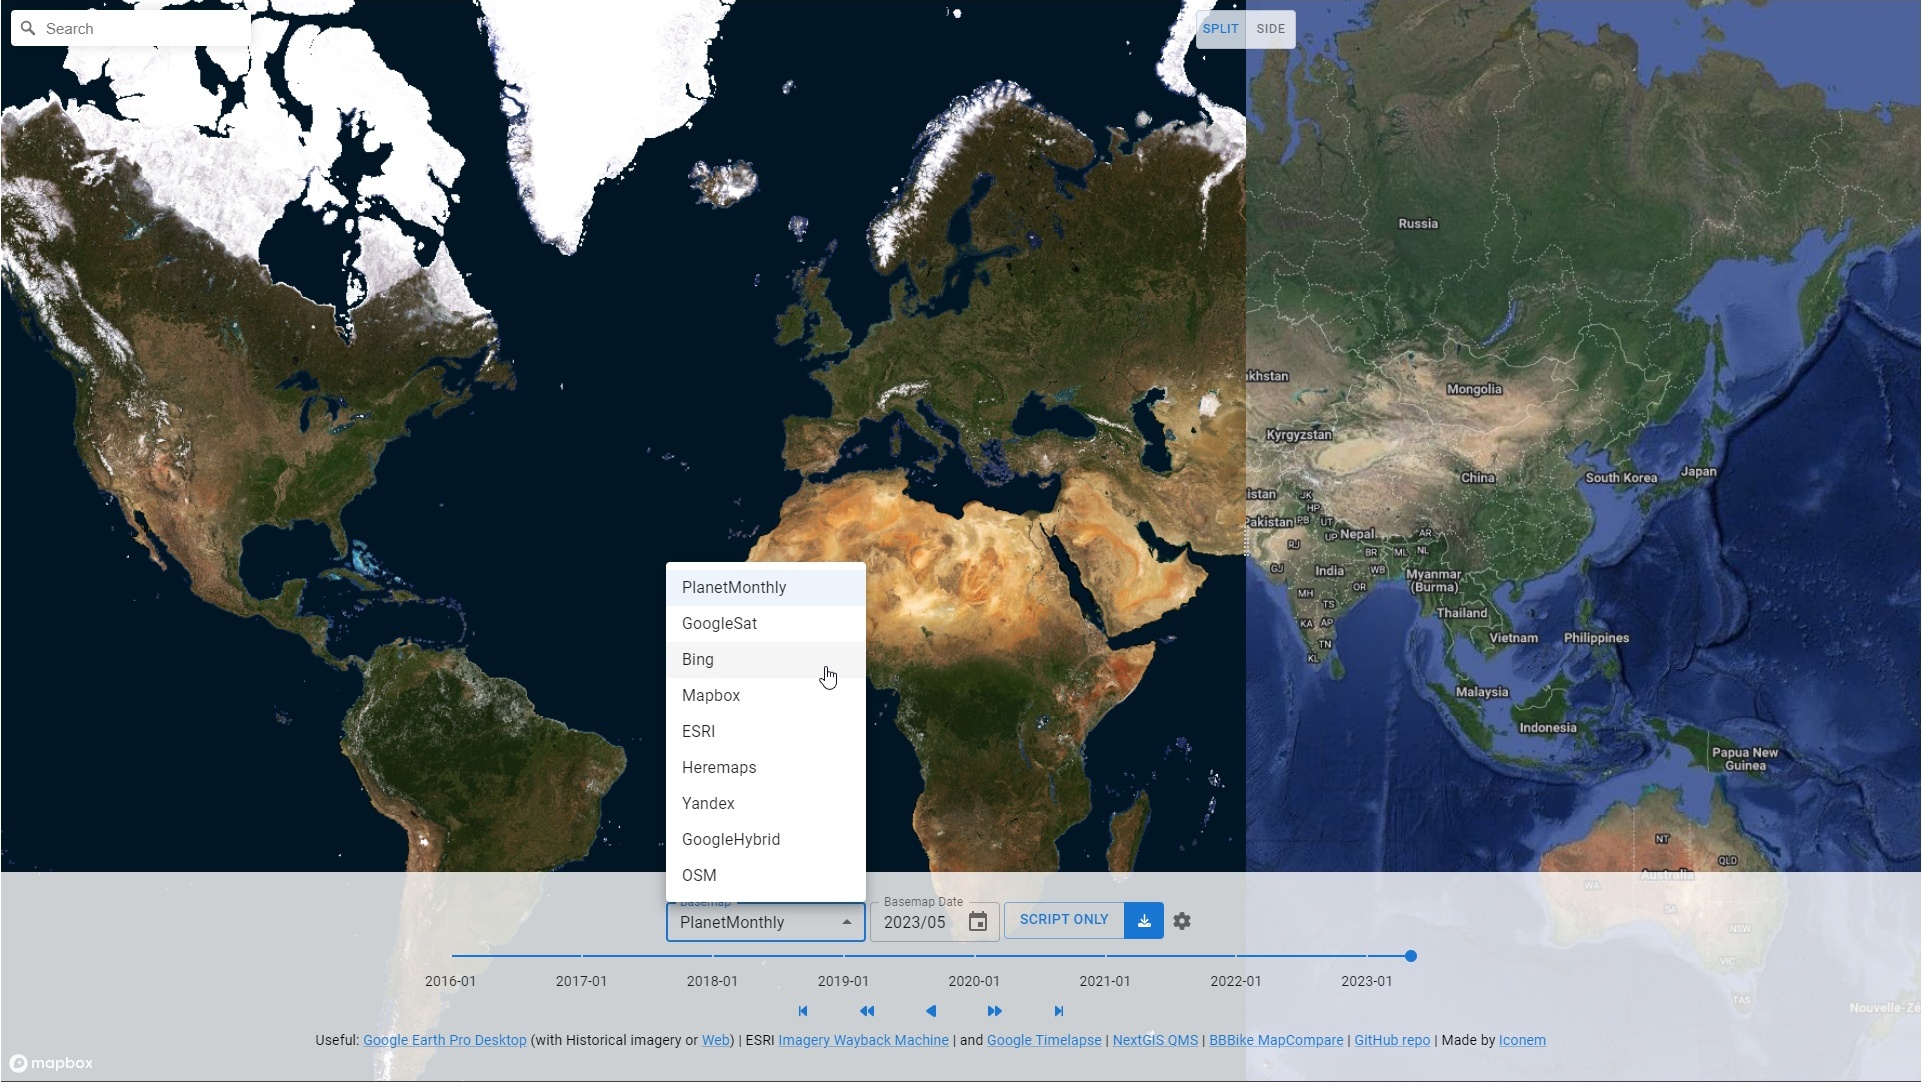 Search
SPLIT SIDE
Russia
akhstan
Mongolia
Kyrgyzstan
China
South Korea
Japan
istan
JK
HP
Pakistan
PB
UT
UP
Nepal
AR
RJ
BR
ML
NL
GJ
India
WB
Myanmar
(Burma)
OR
MH
TS
Thailand
KA
AP
Vietnam
Philippines
TN
KL
Malaysia
Indonesia
Papua New
Guinea
NT
QLD
Australia
WA
SA
NSW
VIC
TAS
Nouvelle-Zé
PlanetMonthly
GoogleSat
Bing
Mapbox
ESRI
Heremaps
Yandex
GoogleHybrid
OSM
Basemap
PlanetMonthly
Basemap Date
2023/05
SCRIPT ONLY
2016-01 2017-01 2018-01 2019-01 2020-01 2021-01 2022-01 2023-01
Useful: Google Earth Pro Desktop (with Historical imagery or Web) | ESRI Imagery Wayback Machine | and Google Timelapse | NextGIS QMS | BBBike MapCompare | GitHub repo | Made by Iconem
mapbox